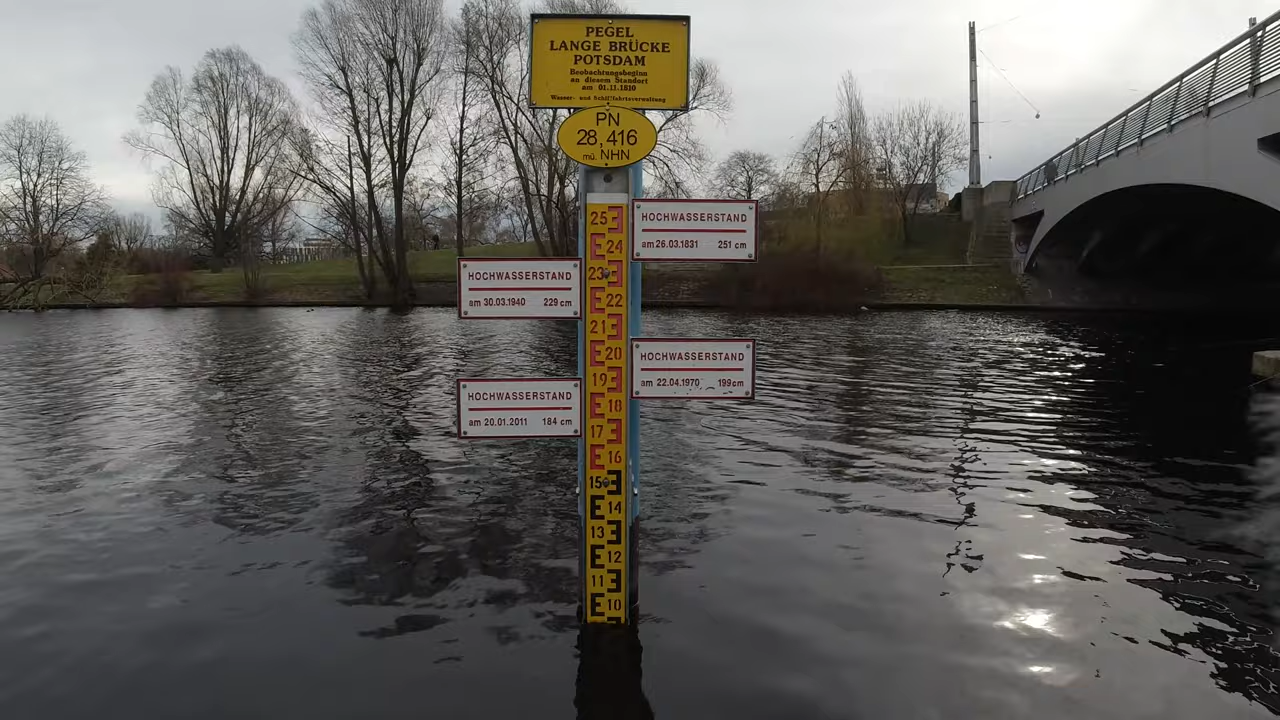 PEGEL
LANGE BRÜCKE
POTSDAM
Beobachtungsbeginn
an diesem Standort
am 01.11.1810
Wasser- und Schiffahrtsverwaltung
PN
28,416
mü. NHN
HOCHWASSERSTAND
am 26.03.1831 251 cm
HOCHWASSERSTAND
am 30.03.1940 229 cm
HOCHWASSERSTAND
am 22.04.1970 199cm
HOCHWASSERSTAND
am 20.01.2011 184 cm
25
24
23
22
21
20
19
18
17
16
15
14
13
12
11
10